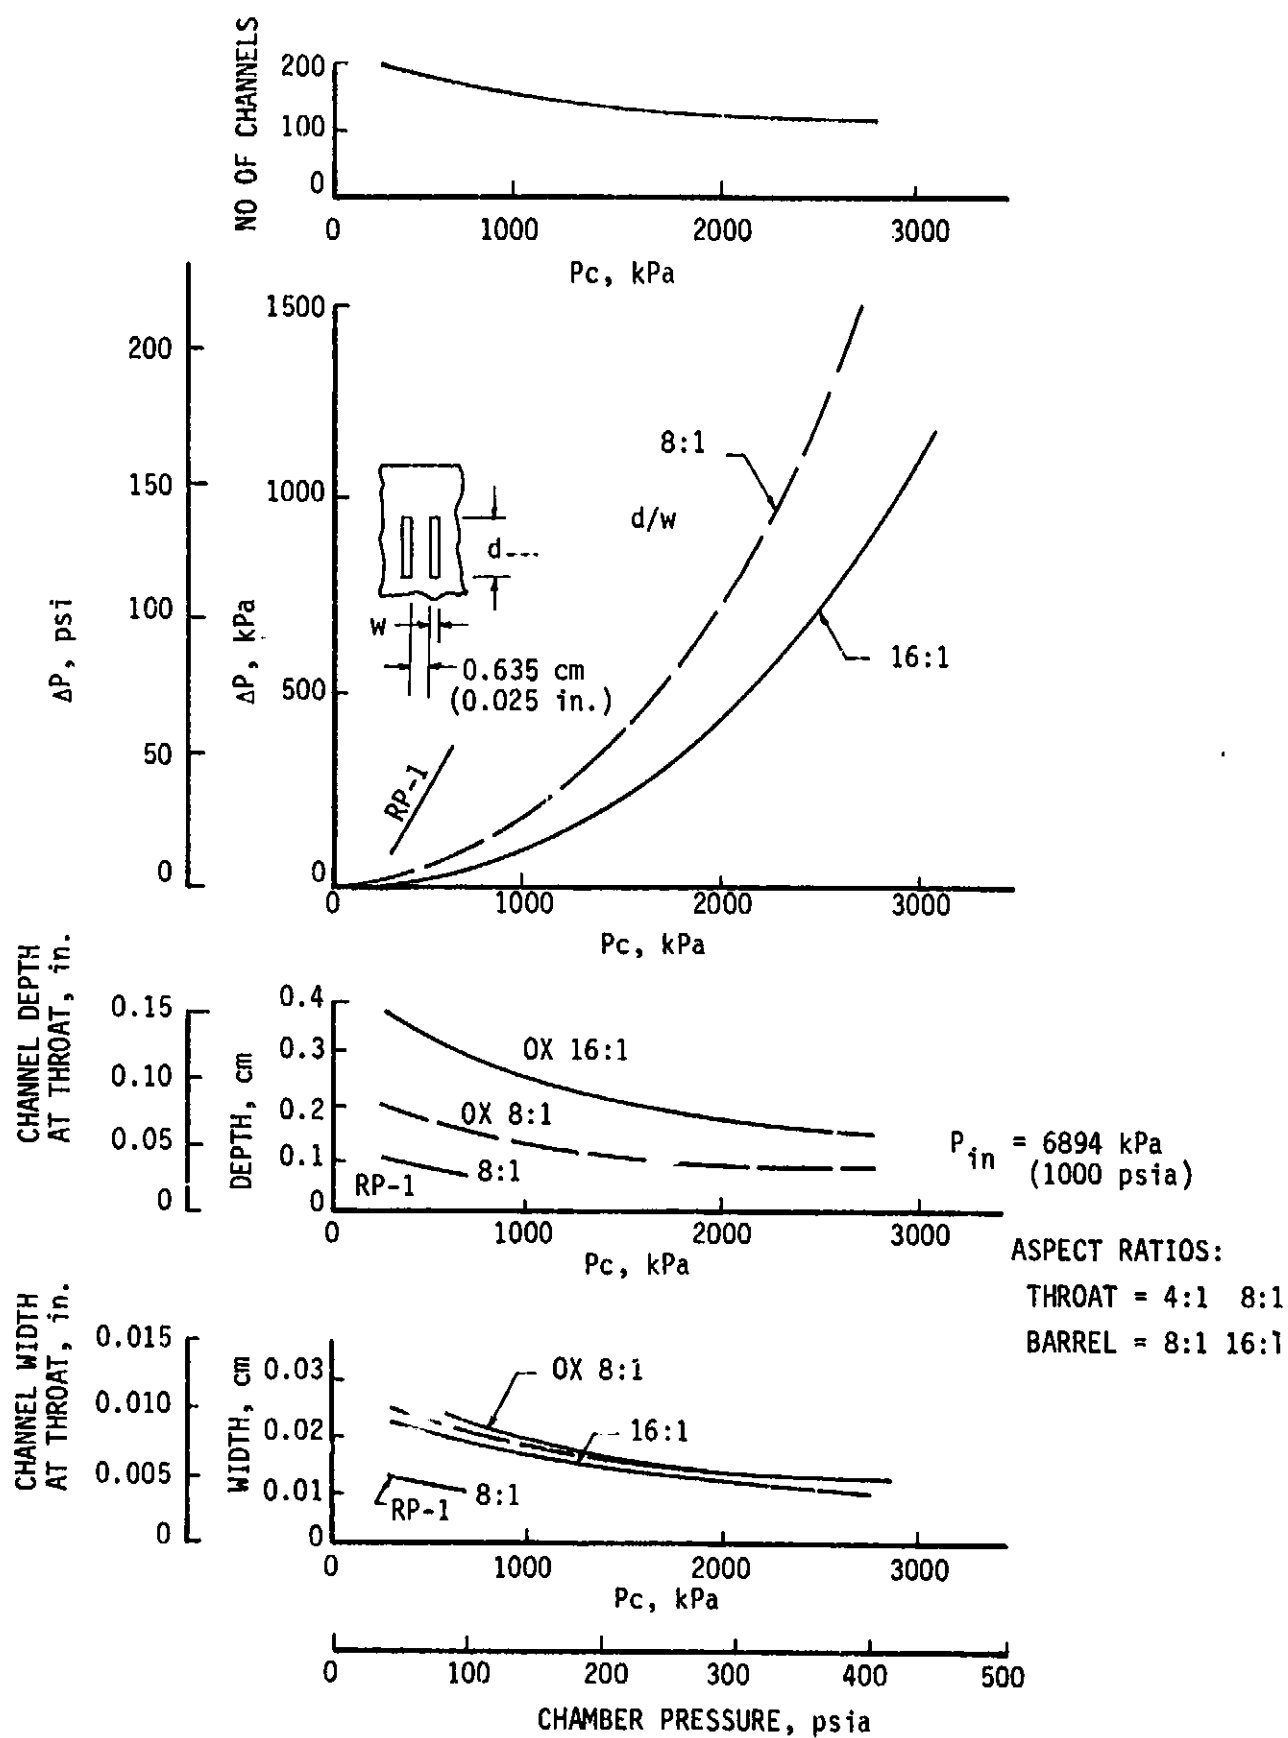 NO OF CHANNELS
200
100
0
0 1000 2000 3000
Pc, kPa
ΔP, psi
200
150
100
50
0
ΔP, kPa
1500
1000
500
0
8:1
d/w
16:1
d
W
0.635 cm
(0.025 in.)
RP-1
0 1000 2000 3000
Pc, kPa
CHANNEL DEPTH
AT THROAT, in.
0.15
0.10
0.05
0
DEPTH, cm
0.4
0.3
0.2
0.1
0
OX 16:1
OX 8:1
8:1
RP-1
0 1000 2000 3000
Pc, kPa
Pin = 6894 kPa
(1000 psia)
ASPECT RATIOS:
THROAT = 4:1 8:1
BARREL = 8:1 16:1
CHANNEL WIDTH
AT THROAT, in.
0.015
0.010
0.005
0
WIDTH, cm
0.03
0.02
0.01
0
OX 8:1
16:1
8:1
RP-1
0 1000 2000 3000
Pc, kPa
0 100 200 300 400 500
CHAMBER PRESSURE, psia